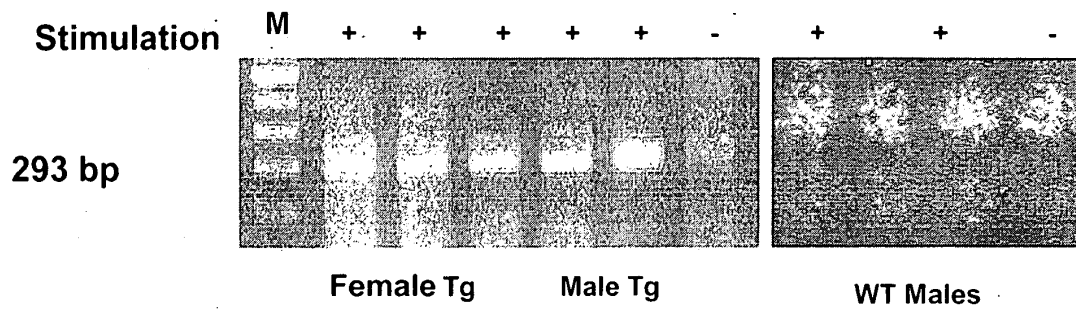 Stimulation M + + + + + - + + -
293 bp
Female Tg Male Tg WT Males